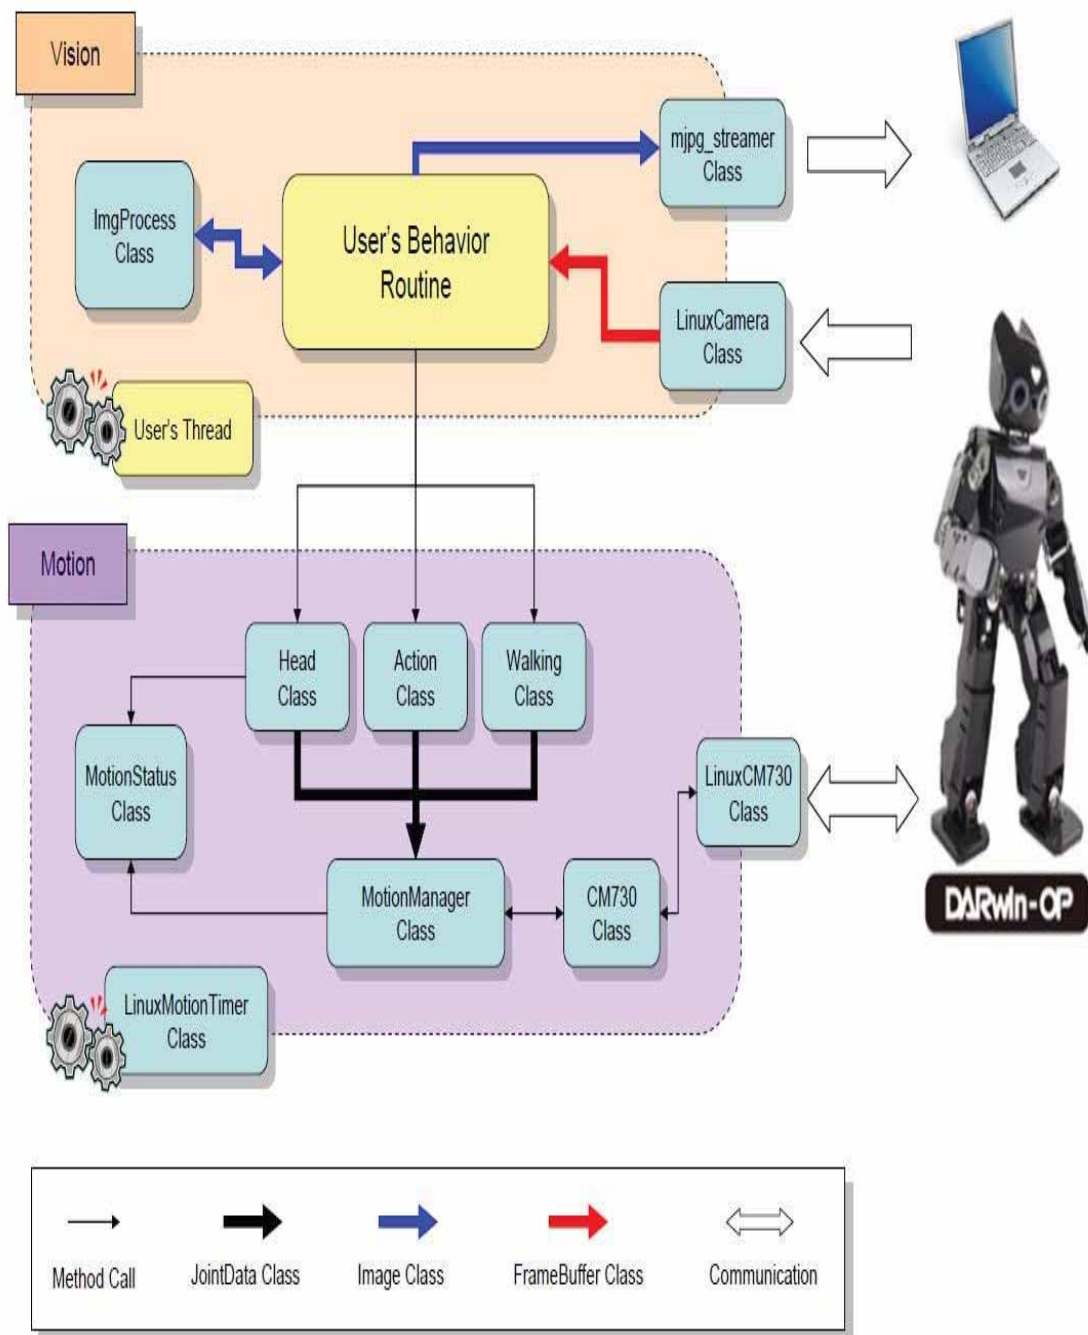 Vision
mjpg_streamer
Class
ImgProcess
Class
User's Behavior
Routine
LinuxCamera
Class
User's Thread
Motion
Head
Class
Action
Class
Walking
Class
MotionStatus
Class
LinuxCM730
Class
MotionManager
Class
CM730
Class
DARwIn-OP
LinuxMotionTimer
Class
Method Call
JointData Class
Image Class
FrameBuffer Class
Communication